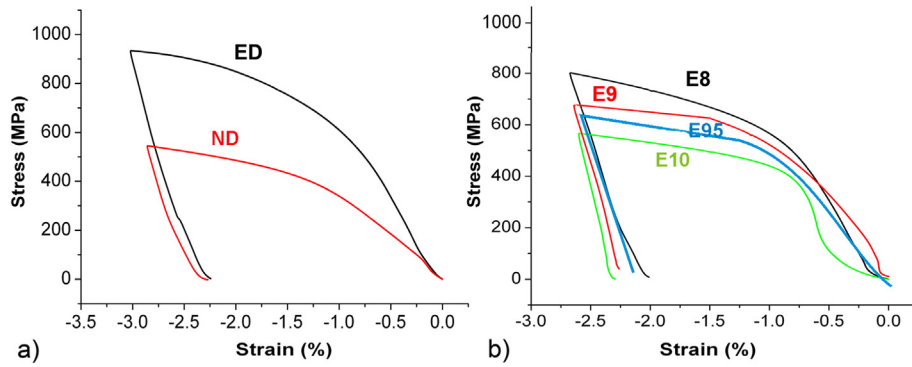 1000
800
600
400
200
0
Stress (MPa)
ED
ND
-3.5 -3.0 -2.5 -2.0 -1.5 -1.0 -0.5 0.0
Strain (%)
a)
1000
800
600
400
200
0
Stress (MPa)
E8
E9
E95
E10
-3.0 -2.5 -2.0 -1.5 -1.0 -0.5 0.0
Strain (%)
b)